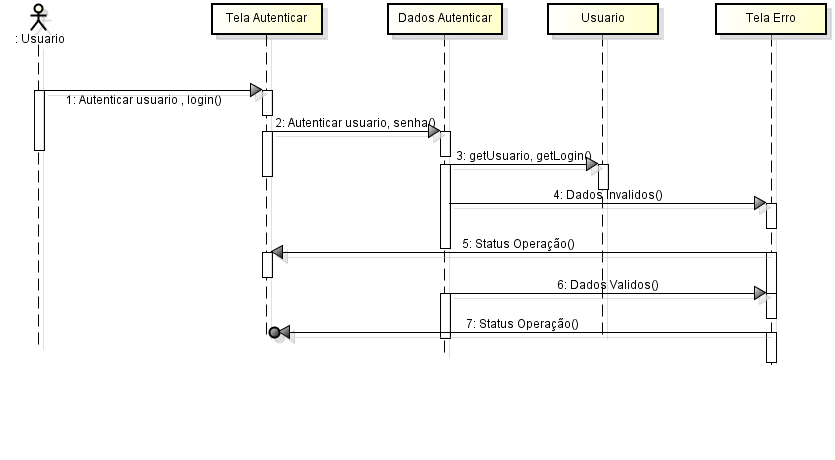 Tela Autenticar
Dados Autenticar
Usuario
Tela Erro
: Usuario
1: Autenticar usuario , login()
2: Autenticar usuario, senha()
3: getUsuario, getLogin()
4: Dados Invalidos()
5: Status Operação()
6: Dados Validos()
7: Status Operação()